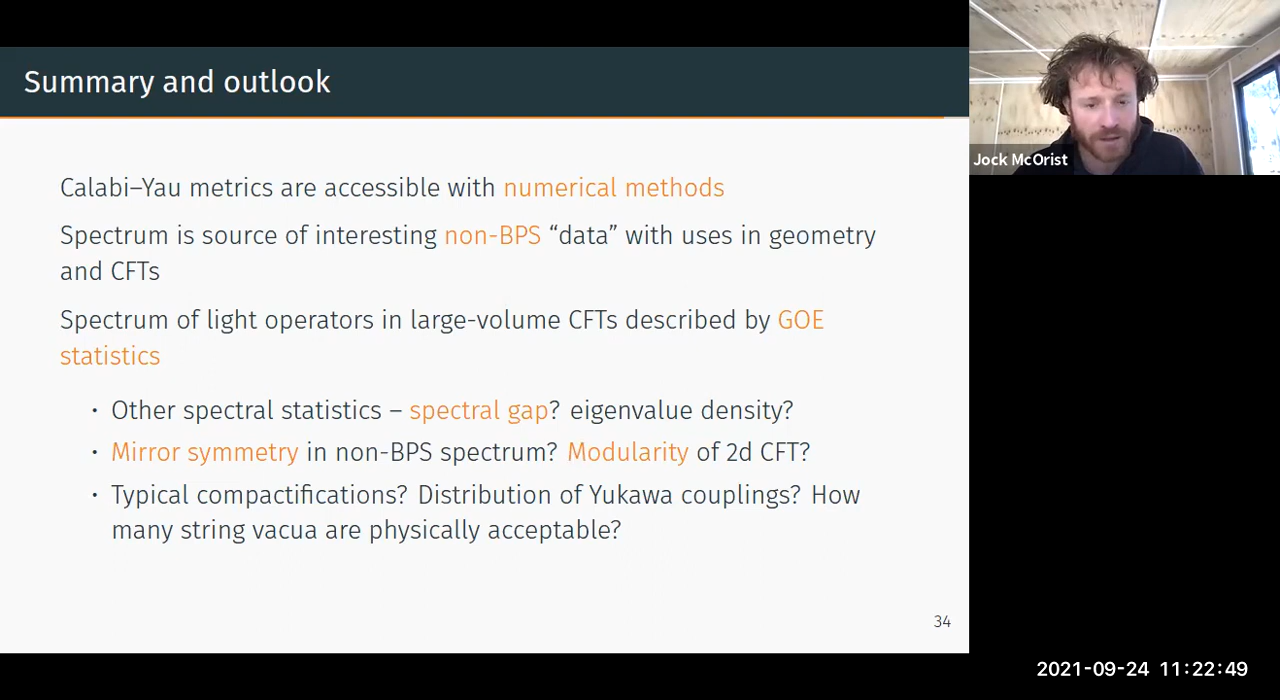 Summary and outlook
Jock McOrist
Calabi–Yau metrics are accessible with numerical methods
Spectrum is source of interesting non-BPS “data” with uses in geometry
and CFTs
Spectrum of light operators in large-volume CFTs described by GOE
statistics
• Other spectral statistics – spectral gap? eigenvalue density?
• Mirror symmetry in non-BPS spectrum? Modularity of 2d CFT?
• Typical compactifications? Distribution of Yukawa couplings? How
many string vacua are physically acceptable?
34
2021-09-24 11:22:49